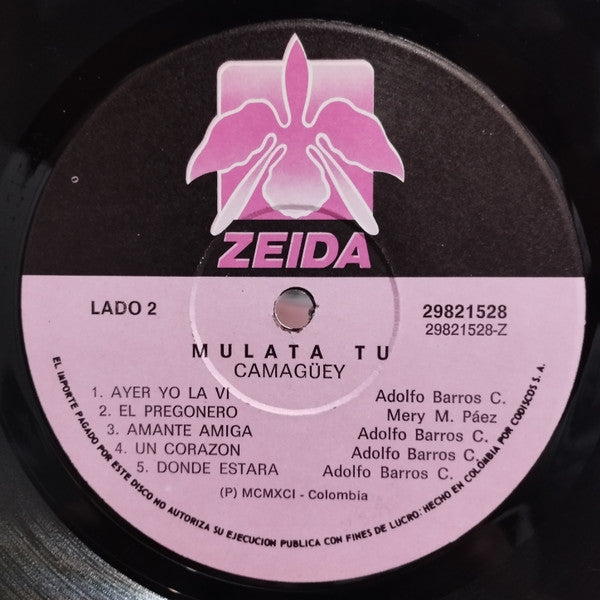 ZEIDA
LADO 2
29821528
29821528-Z
MULATA TU
CAMAGÜEY
1. AYER YO LA VI Adolfo Barros C.
2. EL PREGONERO Mery M. Páez
3. AMANTE AMIGA Adolfo Barros C.
4. UN CORAZON Adolfo Barros C.
5. DONDE ESTARA Adolfo Barros C.
(P) MCMXCI - Colombia
EL IMPORTE PAGADO POR ESTE DISCO NO AUTORIZA SU EJECUCION PUBLICA CON FINES DE LUCRO: HECHO EN COLOMBIA POR CODISCOS S.A.